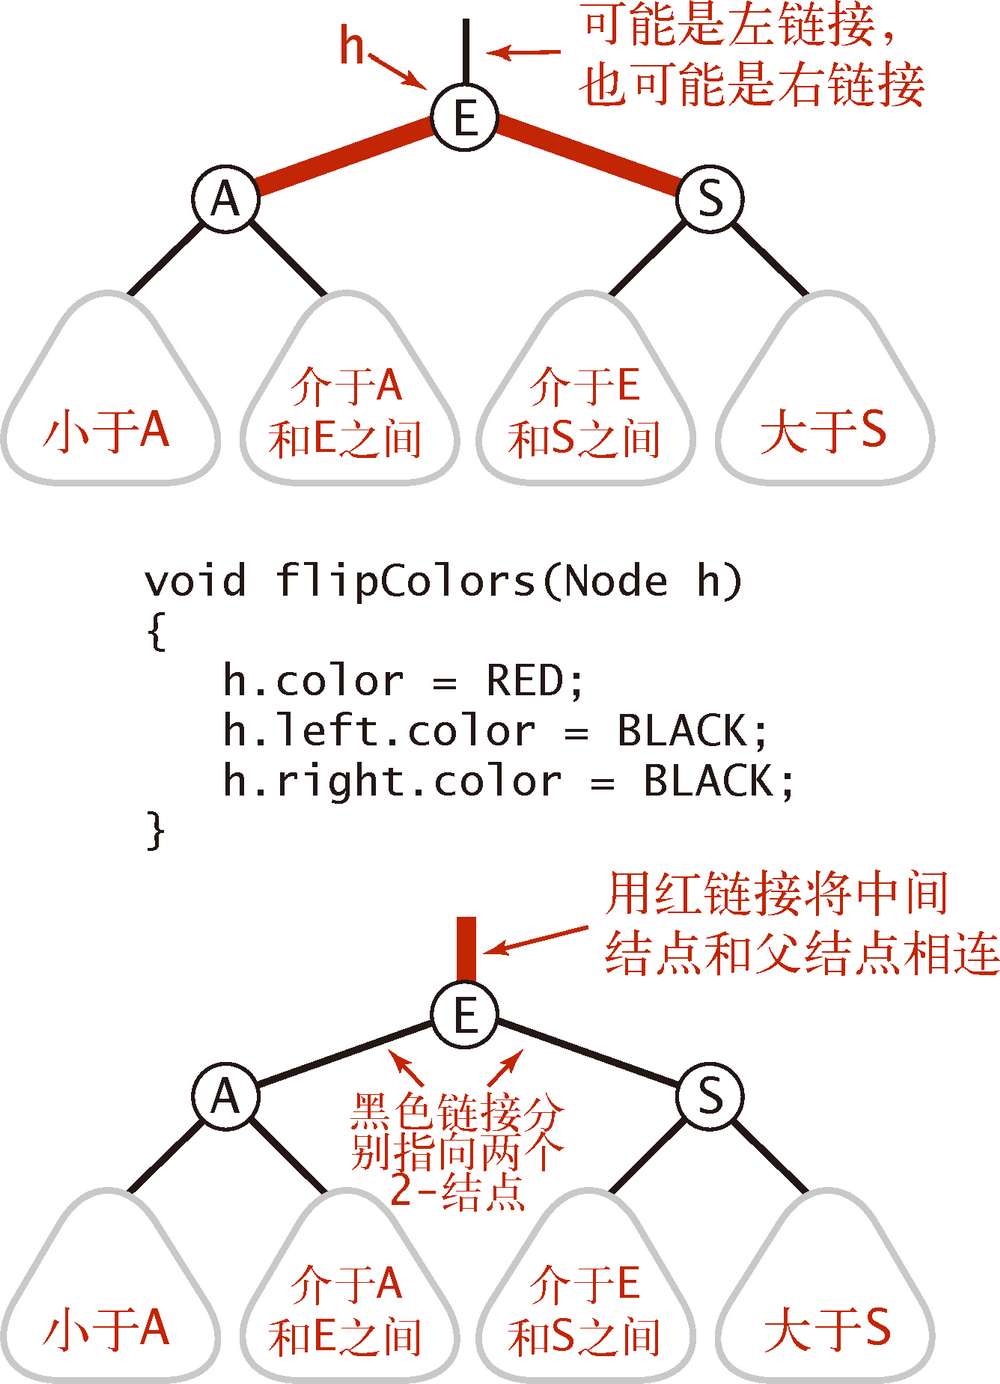 可能是左链接,
也可能是右链接
h
E
A
S
小于A
介于A
和E之间
介于E
和S之间
大于S
void flipColors(Node h)
{
   h.color = RED;
   h.left.color = BLACK;
   h.right.color = BLACK;
}
用红链接将中间
结点和父结点相连
E
A
S
黑色链接分
别指向两个
2-结点
小于A
介于A
和E之间
介于E
和S之间
大于S